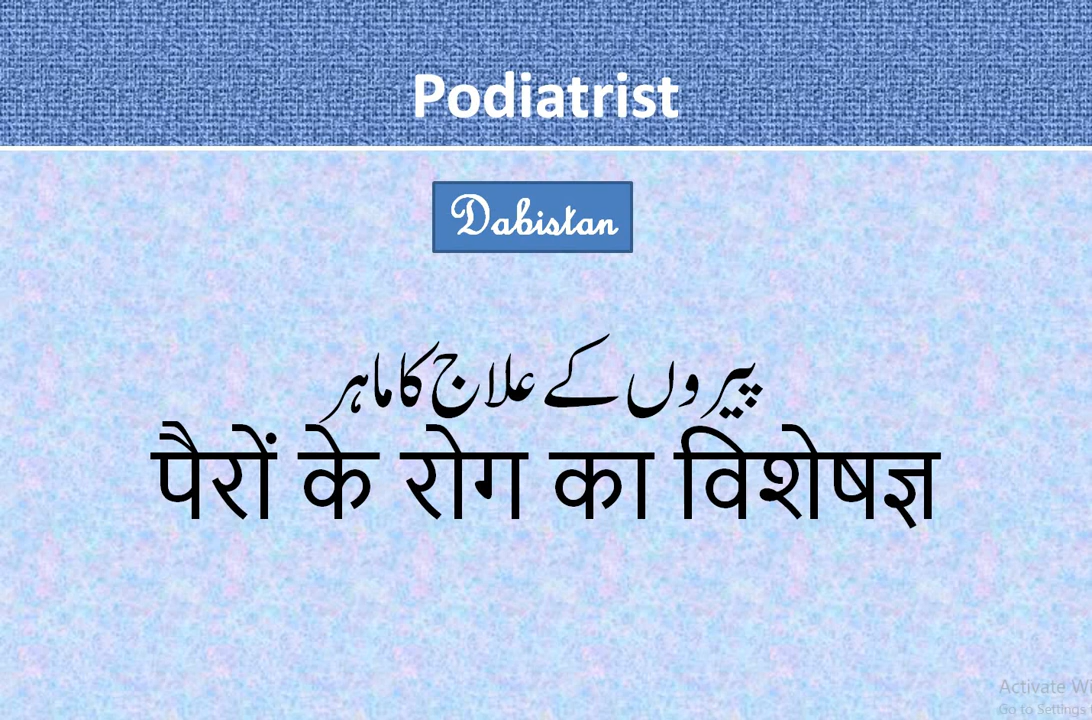 Podiatrist
Dabistan
پیروں کے علاج کا ماہر
पैरों के रोग का विशेषज्ञ
Activate Wi
Go to Settings